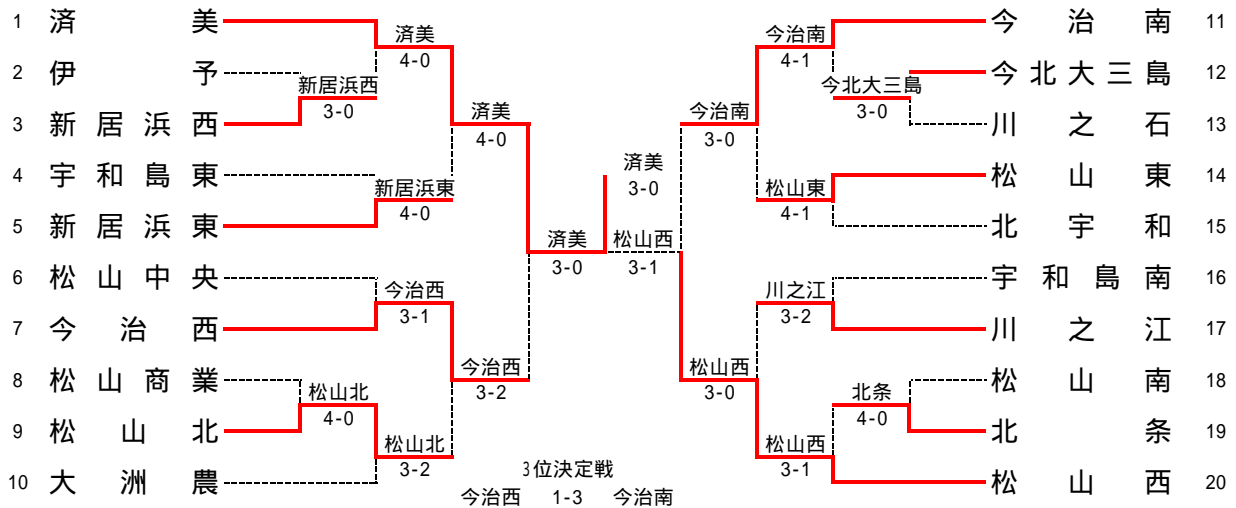 1 済美
2 伊予
3 新居浜西
4 宇和島東
5 新居浜東
6 松山中央
7 今治西
8 松山商業
9 松山北
10 大洲農
新居浜西
3-0
松山北
4-0
済美
4-0
新居浜東
4-0
今治西
3-1
松山北
3-2
済美
4-0
今治西
3-2
済美
3-0
済美
3-0
松山西
3-1
今治南
3-0
松山西
3-0
今治南
4-1
松山東
4-1
川之江
3-2
松山西
3-1
今北大三島
3-0
北条
4-0
今治南 11
今北大三島 12
川之石 13
松山東 14
北宇和 15
宇和島南 16
川之江 17
松山南 18
北条 19
松山西 20
3位決定戦
今治西 1-3 今治南